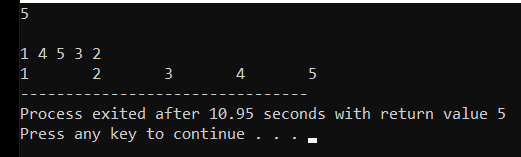 5
1 4 5 3 2
1 2 3 4 5
--------------------------------
Process exited after 10.95 seconds with return value 5
Press any key to continue . . .